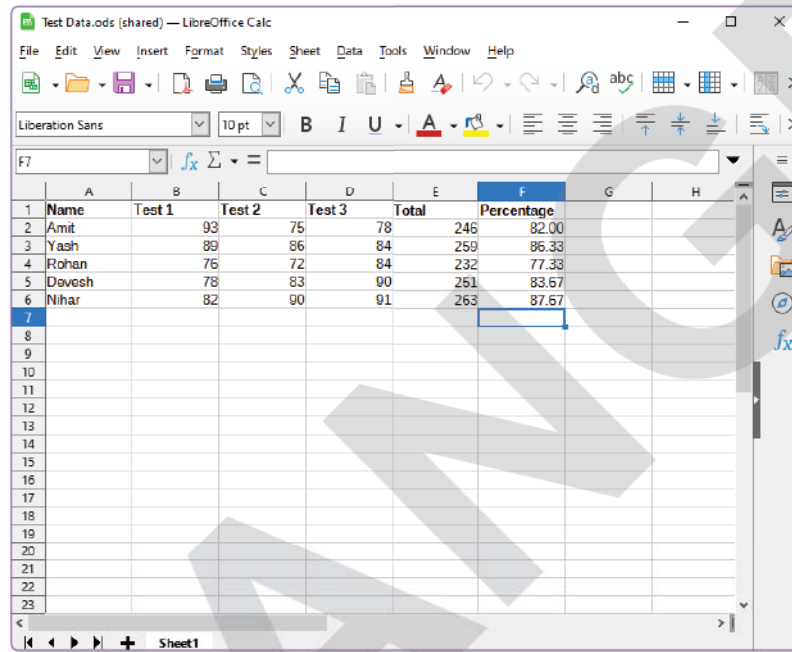 Test Data.ods (shared) — LibreOffice Calc
File Edit View Insert Format Styles Sheet Data Tools Window Help
Liberation Sans 10 pt B I U A
F7 fx Σ =
A B C D E F G H
1 Name Test 1 Test 2 Test 3 Total Percentage
2 Amit 93 75 78 246 82.00
3 Yash 89 86 84 259 86.33
4 Rohan 76 72 84 232 77.33
5 Devesh 78 83 90 251 83.67
6 Nihar 82 90 91 263 87.67
7
8
9
10
11
12
13
14
15
16
17
18
19
20
21
22
23
Sheet1